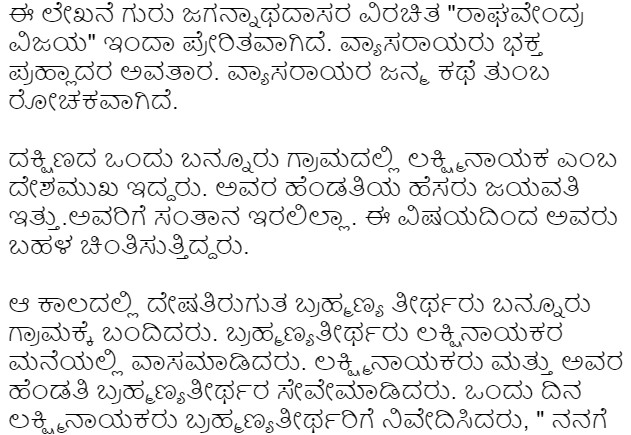 ಈ ಲೇಖನೆ ಗುರು ಜಗನ್ನಾಥದಾಸರ ವಿರಚಿತ "ರಾಘವೇಂದ್ರ
ವಿಜಯ" ಇಂದಾ ಪ್ರೇರಿತವಾಗಿದೆ. ವ್ಯಾಸರಾಯರು ಭಕ್ತ
ಪ್ರಹ್ಲಾದರ ಅವತಾರ. ವ್ಯಾಸರಾಯರ ಜನ್ಮ ಕಥೆ ತುಂಬ
ರೋಚಕವಾಗಿದೆ.
ದಕ್ಷಿಣದ ಒಂದು ಬನ್ನೂರು ಗ್ರಾಮದಲ್ಲಿ ಲಕ್ಷ್ಮಿನಾಯಕ ಎಂಬ
ದೇಶಮುಖ ಇದ್ದರು. ಅವರ ಹೆಂಡತಿಯ ಹೆಸರು ಜಯವತಿ
ಇತ್ತು.ಅವರಿಗೆ ಸಂತಾನ ಇರಲಿಲ್ಲಾ. ಈ ವಿಷಯದಿಂದ ಅವರು
ಬಹಳ ಚಿಂತಿಸುತ್ತಿದ್ದರು.
ಆ ಕಾಲದಲ್ಲಿ ದೇಷತಿರುಗುತ ಬ್ರಹ್ಮಣ್ಯ ತೀರ್ಥರು ಬನ್ನೂರು
ಗ್ರಾಮಕ್ಕೆ ಬಂದಿದರು. ಬ್ರಹ್ಮಣ್ಯತೀರ್ಥರು ಲಕ್ಷಿನಾಯಕರ
ಮನೆಯಲ್ಲಿ ವಾಸಮಾಡಿದರು. ಲಕ್ಷ್ಮಿನಾಯಕರು ಮತ್ತು ಅವರ
ಹೆಂಡತಿ ಬ್ರಹ್ಮಣ್ಯತೀರ್ಥರ ಸೇವೇಮಾಡಿದರು. ಒಂದು ದಿನ
ಲಕ್ಷ್ಮಿನಾಯಕರು ಬ್ರಹ್ಮಣ್ಯತೀರ್ಥರಿಗೆ ನಿವೇದಿಸಿದರು, " ನನಗೆ